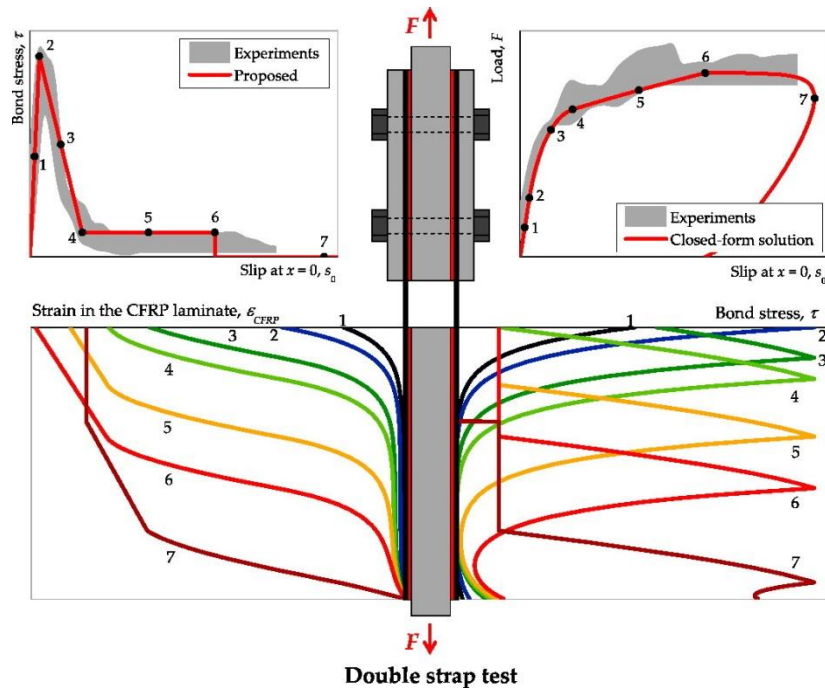 F
Bond stress, τ
2
Experiments
Proposed
3
1
4
5
6
7
Slip at x = 0, s₀
Load, F
6
7
5
4
3
2
1
Experiments
Closed-form solution
Slip at x = 0, s₀
Strain in the CFRP laminate, ε_CFRP
1
2
3
4
5
6
7
Bond stress, τ
1
2
3
4
5
6
7
F
Double strap test